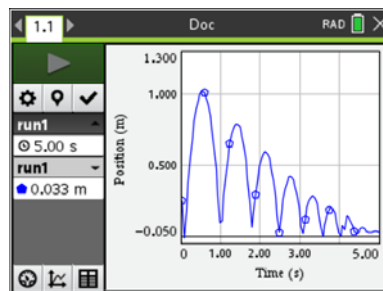 1.1 Doc RAD
run1
5.00 s
run1
0.033 m
Position (m)
1.300
1.000
0.500
-0.050
0 1.00 2.00 3.00 5.00
Time (s)